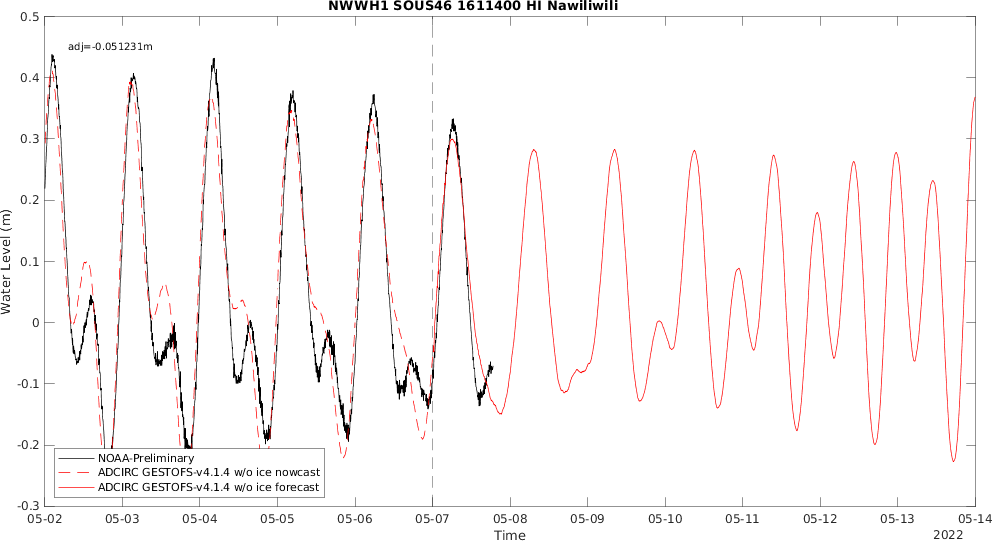 NWWH1 SOUS46 1611400 HI Nawiliwili
adj=-0.051231m
0.5
0.4
0.3
0.2
0.1
0
-0.1
-0.2
-0.3
Water Level (m)
NOAA-Preliminary
ADCIRC GESTOFS-v4.1.4 w/o ice nowcast
ADCIRC GESTOFS-v4.1.4 w/o ice forecast
05-02 05-03 05-04 05-05 05-06 05-07 05-08 05-09 05-10 05-11 05-12 05-13 05-14
Time
2022